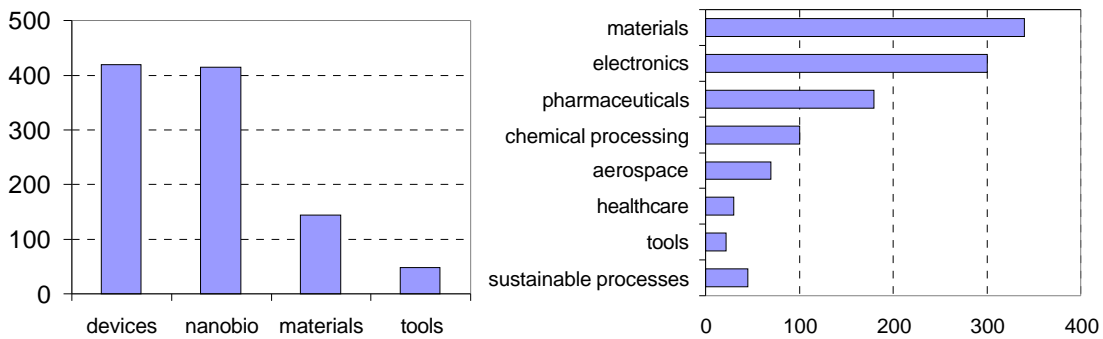 500
400
300
200
100
0
devices nanobio materials tools
materials
electronics
pharmaceuticals
chemical processing
aerospace
healthcare
tools
sustainable processes
0 100 200 300 400